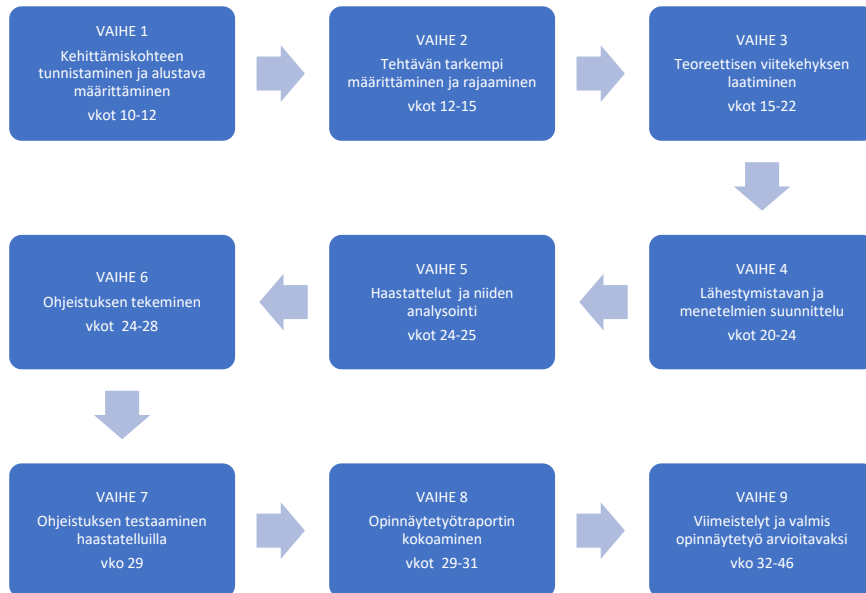 VAIHE 1
Kehittämiskohteen
tunnistaminen ja alustava
määrittäminen
vkot 10-12
VAIHE 2
Tehtävän tarkempi
määrittäminen ja rajaaminen
vkot 12-15
VAIHE 3
Teoreettisen viitekehyksen
laatiminen
vkot 15-22
VAIHE 4
Lähestymistavan ja
menetelmien suunnittelu
vkot 20-24
VAIHE 5
Haastattelut ja niiden
analysointi
vkot 24-25
VAIHE 6
Ohjeistuksen tekeminen
vkot 24-28
VAIHE 7
Ohjeistuksen testaaminen
haastatelluilla
vko 29
VAIHE 8
Opinnäytetyötraportin
kokoaminen
vkot 29-31
VAIHE 9
Viimeistelyt ja valmis
opinnäytetyö arvioitavaksi
vko 32-46